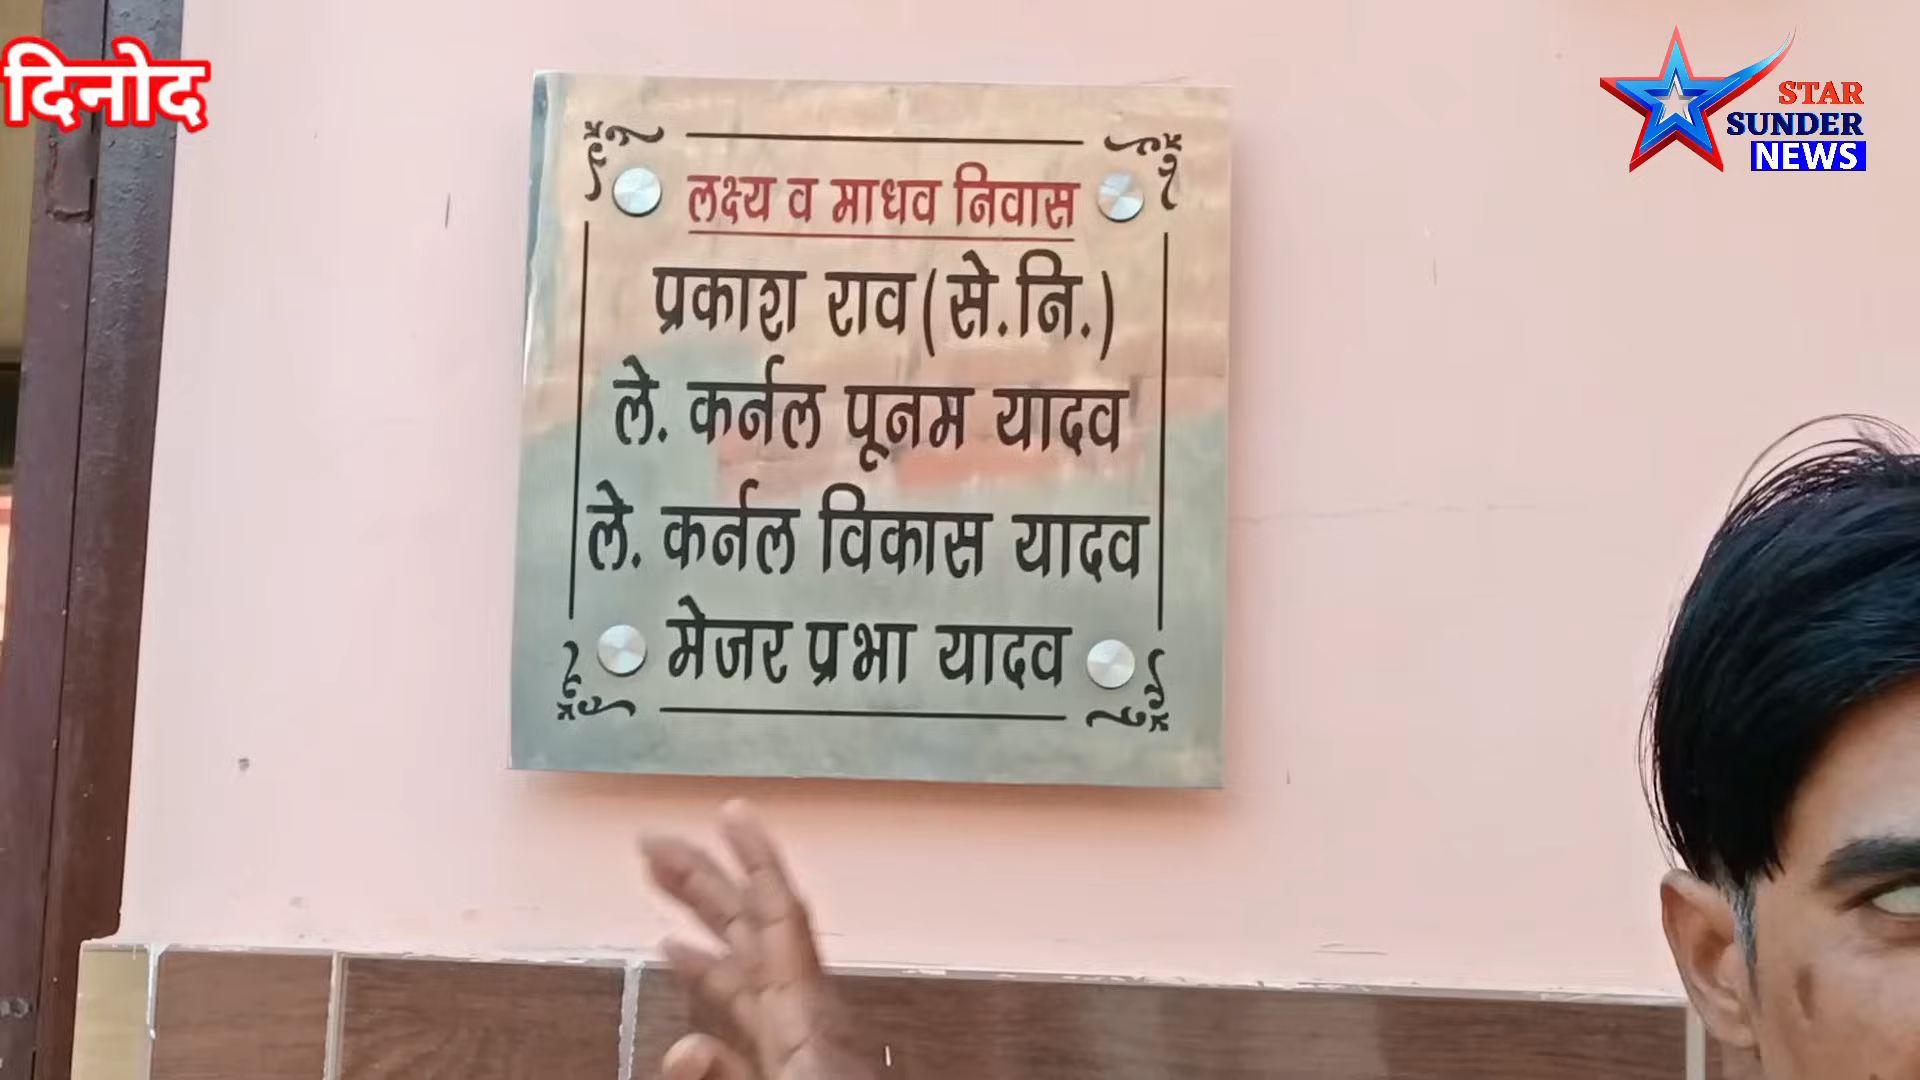 दिनोद
STAR
SUNDER
NEWS
लक्ष्य व माधव निवास
प्रकाश राव (से.नि.)
ले. कर्नल पूनम यादव
ले. कर्नल विकास यादव
मेजर प्रभा यादव